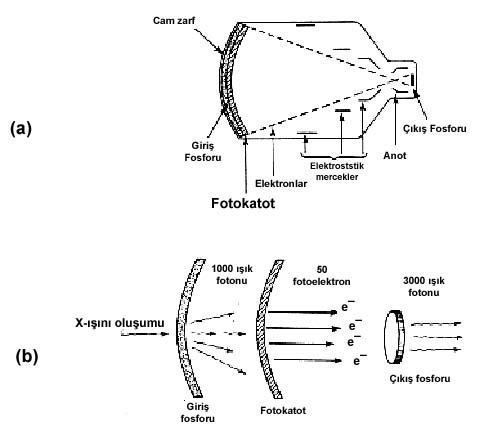 Cam zarf
(a)
Giriş
Fosforu
Çıkış Fosforu
Anot
Elektroststik
mercekler
Elektronlar
Fotokatot
1000 ışık
fotonu
50
fotoelektron
3000 ışık
fotonu
X-ışını oluşumu
e–
e–
e–
e–
(b)
Giriş
fosforu
Fotokatot
Çıkış fosforu